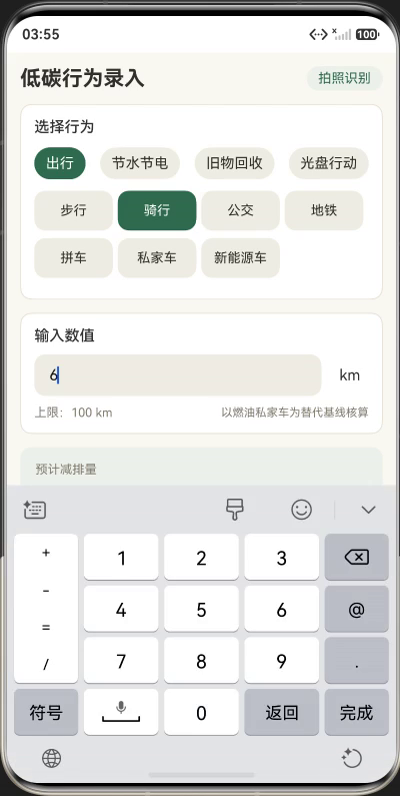 03:55 100
低碳行为录入 拍照识别
选择行为
出行 节水节电 旧物回收 光盘行动
步行 骑行 公交 地铁
拼车 私家车 新能源车
输入数值
6 km
上限：100 km 以燃油私家车为替代基线核算
预计减排量
+ 1 2 3
-
4 5 6 @
=
/ 7 8 9 .
符号 0 返回 完成